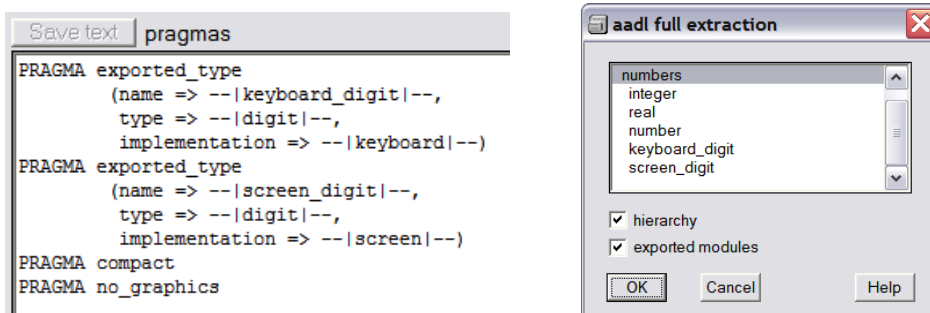 Save text pragmas
PRAGMA exported_type
(name => --|keyboard_digit|--,
type => --|digit|--,
implementation => --|keyboard|--)
PRAGMA exported_type
(name => --|screen_digit|--,
type => --|digit|--,
implementation => --|screen|--)
PRAGMA compact
PRAGMA no_graphics
aadl full extraction
numbers
integer
real
number
keyboard_digit
screen_digit
hierarchy
exported modules
OK Cancel Help